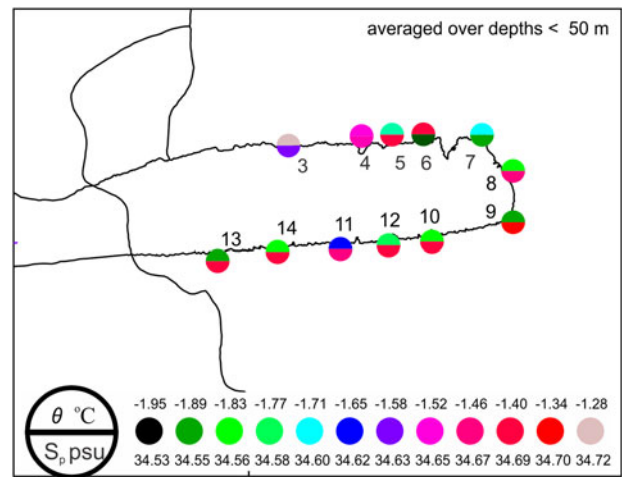 averaged over depths < 50 m
3 4 5 6 7
8
9
13 14 11 12 10
θ °C -1.95 -1.89 -1.83 -1.77 -1.71 -1.65 -1.58 -1.52 -1.46 -1.40 -1.34 -1.28
Sp psu 34.53 34.55 34.56 34.58 34.60 34.62 34.63 34.65 34.67 34.69 34.70 34.72